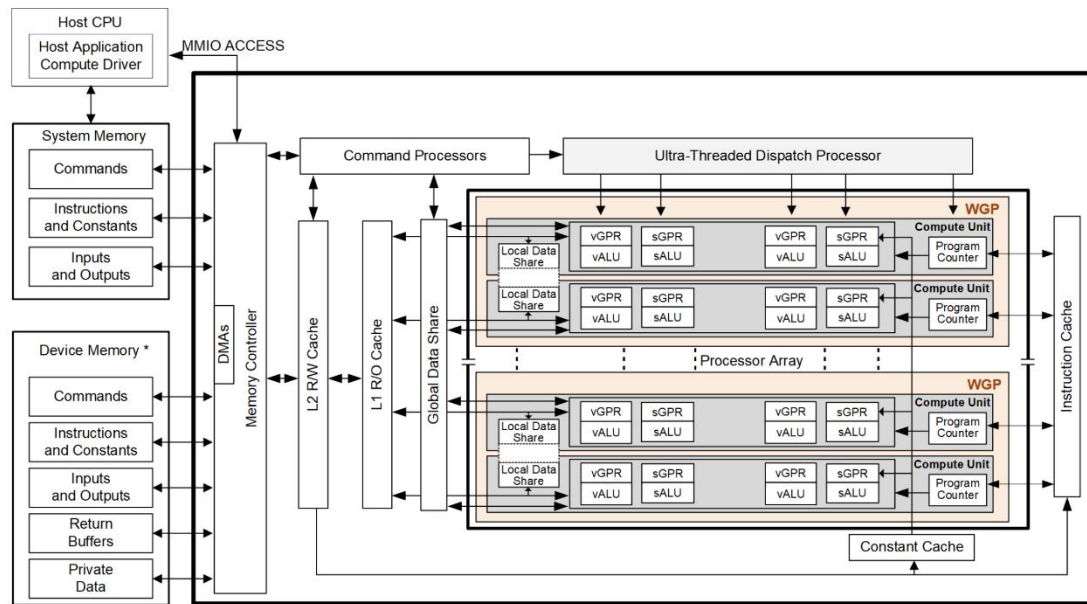 Host CPU
Host Application
Compute Driver
MMIO ACCESS
System Memory
Commands
Instructions
and Constants
Inputs
and Outputs
Device Memory *
Commands
Instructions
and Constants
Inputs
and Outputs
Return
Buffers
Private
Data
DMAs
Memory Controller
Command Processors
Ultra-Threaded Dispatch Processor
L2 R/W Cache
L1 R/O Cache
Global Data Share
WGP
Compute Unit
Local Data
Share
vGPR
vALU
sGPR
sALU
vGPR
vALU
sGPR
sALU
Program
Counter
Compute Unit
Local Data
Share
vGPR
vALU
sGPR
sALU
vGPR
vALU
sGPR
sALU
Program
Counter
Processor Array
WGP
Compute Unit
Local Data
Share
vGPR
vALU
sGPR
sALU
vGPR
vALU
sGPR
sALU
Program
Counter
Compute Unit
Local Data
Share
vGPR
vALU
sGPR
sALU
vGPR
vALU
sGPR
sALU
Program
Counter
Instruction Cache
Constant Cache